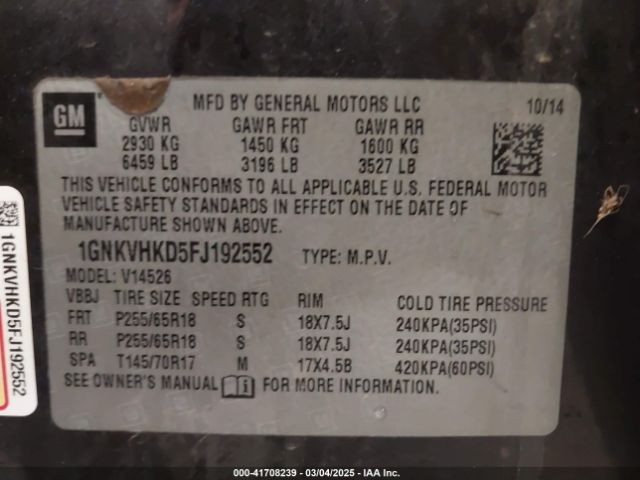 GM
MFD BY GENERAL MOTORS LLC 10/14
GVWR GAWR FRT GAWR RR
2930 KG 1450 KG 1600 KG
6459 LB 3196 LB 3527 LB
THIS VEHICLE CONFORMS TO ALL APPLICABLE U.S. FEDERAL MOTOR
VEHICLE SAFETY STANDARDS IN EFFECT ON THE DATE OF
MANUFACTURE SHOWN ABOVE.
1GNKVHKD5FJ192552 TYPE: M.P.V.
MODEL: V14526
VBBJ TIRE SIZE SPEED RTG RIM COLD TIRE PRESSURE
FRT P255/65R18 S 18X7.5J 240KPA(35PSI)
RR P255/65R18 S 18X7.5J 240KPA(35PSI)
SPA T145/70R17 M 17X4.5B 420KPA(60PSI)
SEE OWNER'S MANUAL FOR MORE INFORMATION.
1GNKVHKD5FJ192552
000-41708239 - 03/04/2025 - IAA Inc.